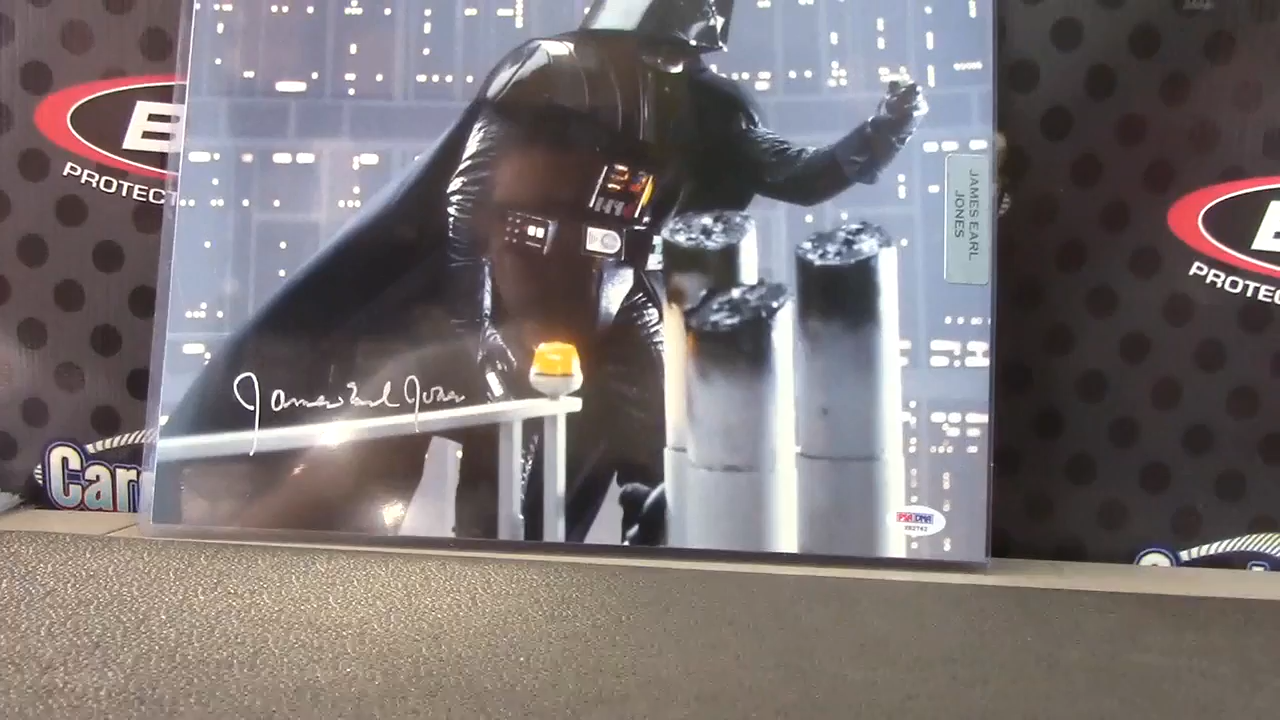 PROTECT
JAMES EARL
JONES
PROTEC
James Earl Jones
Car
PSA/DNA